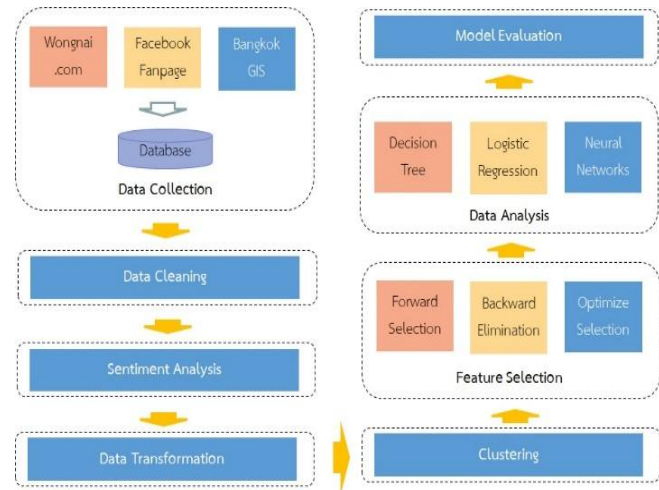 Wongnai
.com
Facebook
Fanpage
Bangkok
GIS
Database
Data Collection
Data Cleaning
Sentiment Analysis
Data Transformation
Clustering
Forward
Selection
Backward
Elimination
Optimize
Selection
Feature Selection
Decision
Tree
Logistic
Regression
Neural
Networks
Data Analysis
Model Evaluation